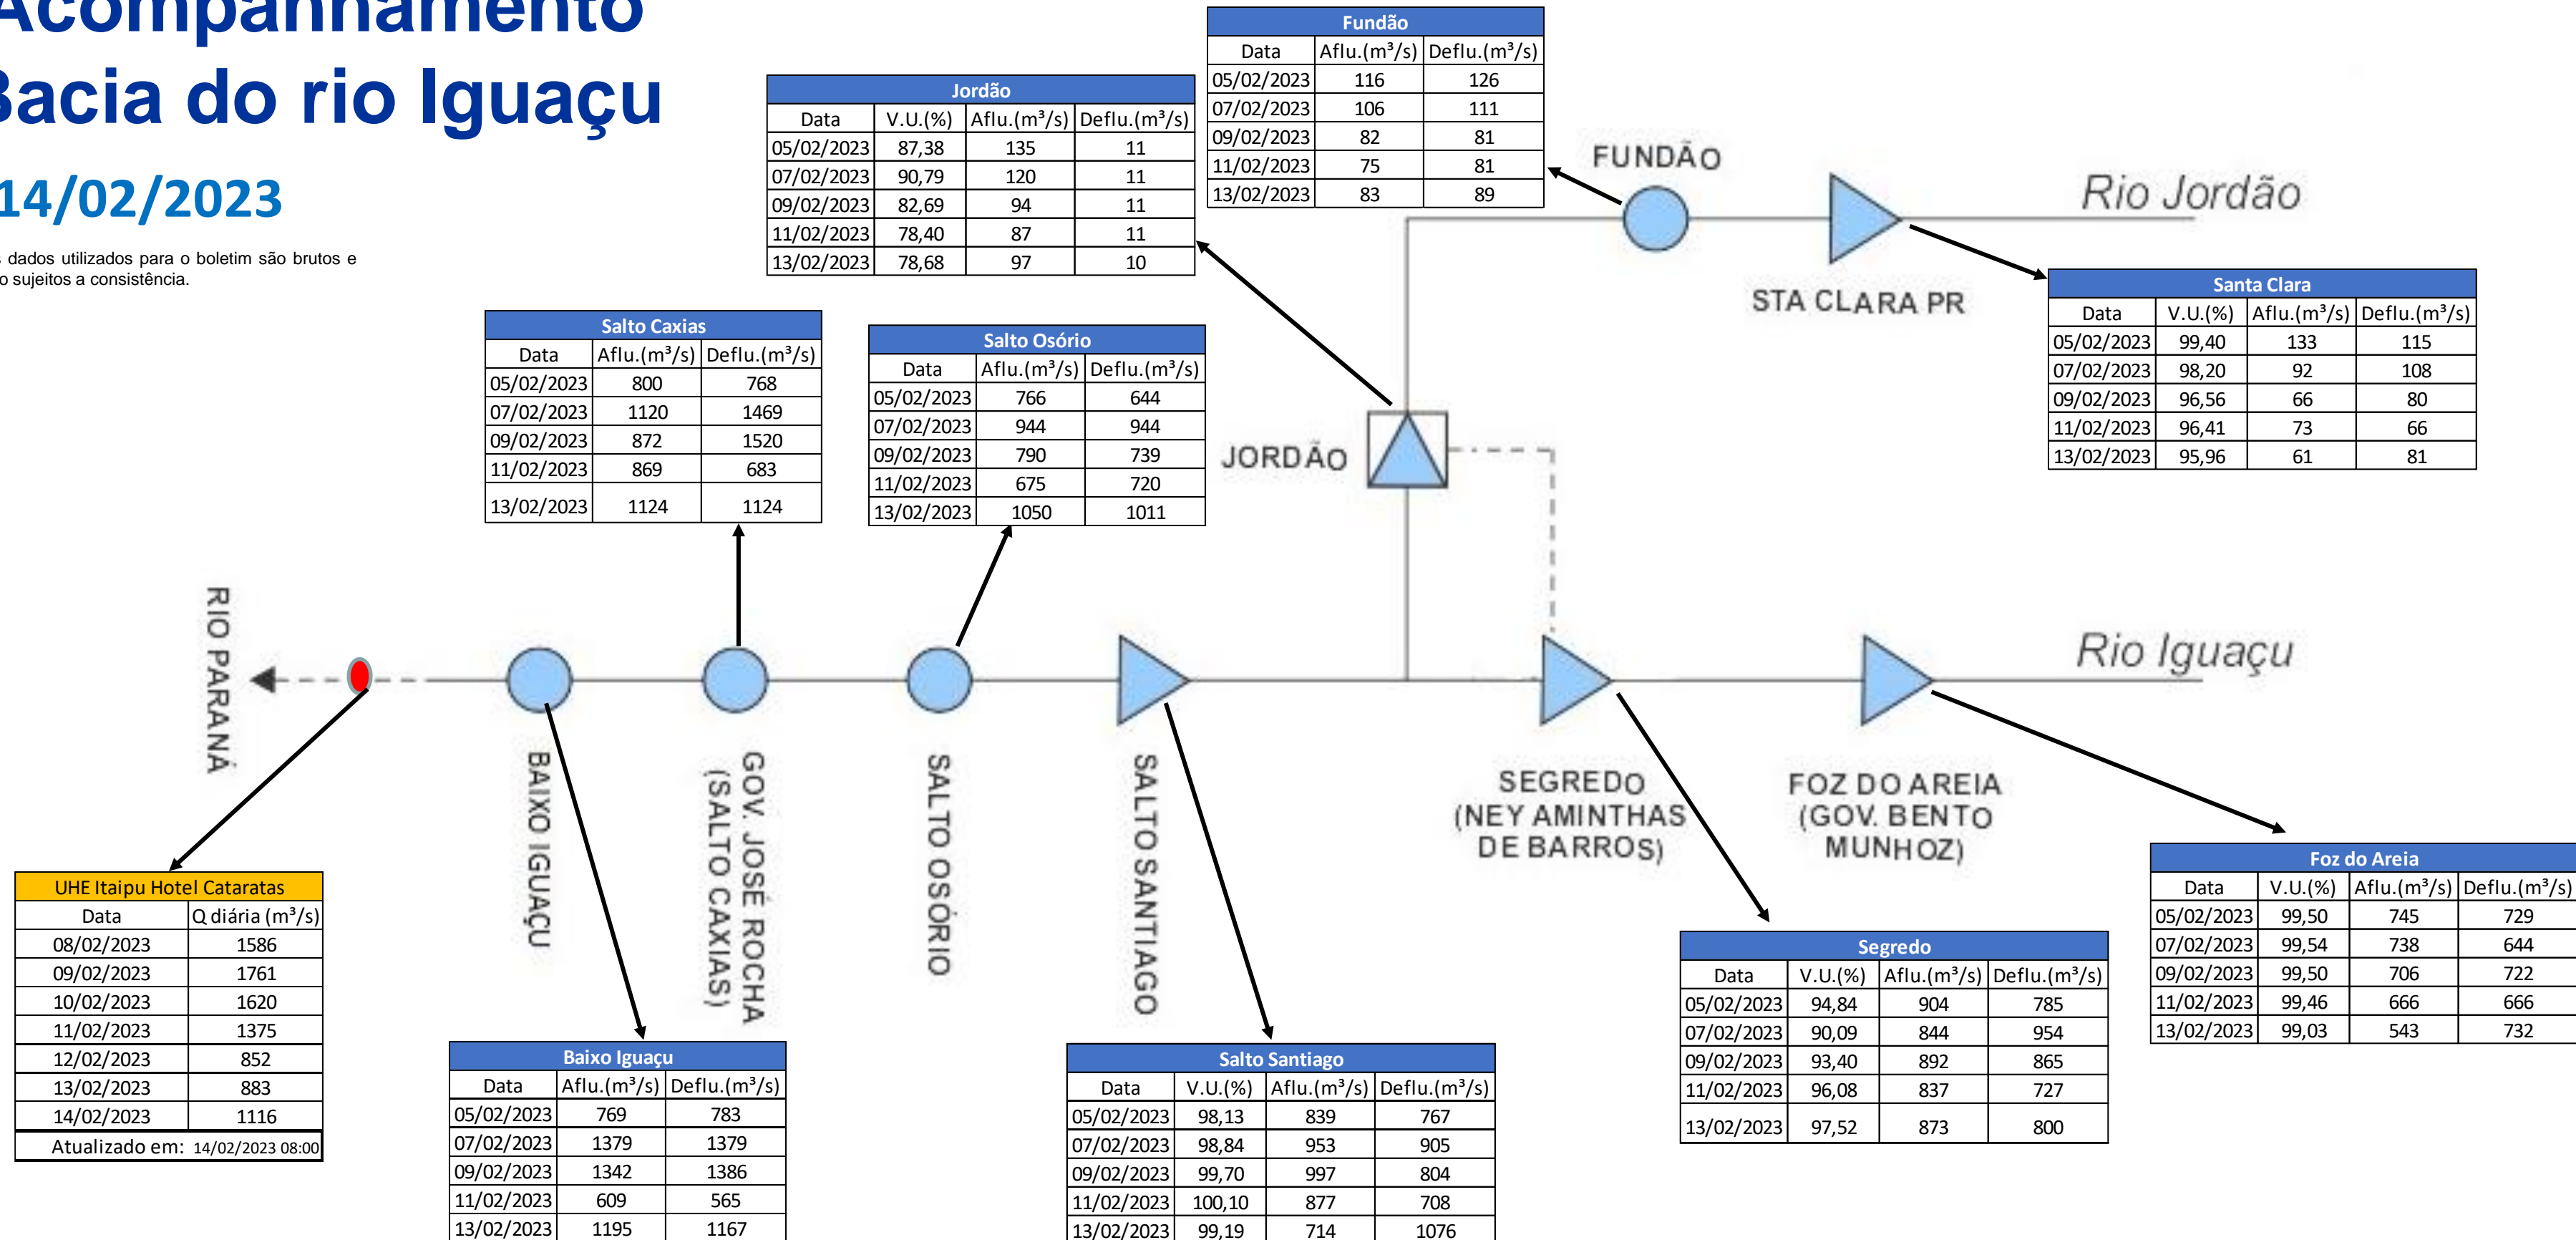 Acompanhamento
Bacia do rio Iguaçu
14/02/2023
dados utilizados para o boletim são brutos e
sujeitos a consistência.
Fundão
Data Aflu.(m³/s) Deflu.(m³/s)
05/02/2023 116 126
07/02/2023 106 111
09/02/2023 82 81
11/02/2023 75 81
13/02/2023 83 89
Jordão
Data V.U.(%) Aflu.(m³/s) Deflu.(m³/s)
05/02/2023 87,38 135 11
07/02/2023 90,79 120 11
09/02/2023 82,69 94 11
11/02/2023 78,40 87 11
13/02/2023 78,68 97 10
FUNDÃO
Rio Jordão
STA CLARA PR
Santa Clara
Data V.U.(%) Aflu.(m³/s) Deflu.(m³/s)
05/02/2023 99,40 133 115
07/02/2023 98,20 92 108
09/02/2023 96,56 66 80
11/02/2023 96,41 73 66
13/02/2023 95,96 61 81
Salto Caxias
Data Aflu.(m³/s) Deflu.(m³/s)
05/02/2023 800 768
07/02/2023 1120 1469
09/02/2023 872 1520
11/02/2023 869 683
13/02/2023 1124 1124
Salto Osório
Data Aflu.(m³/s) Deflu.(m³/s)
05/02/2023 766 644
07/02/2023 944 944
09/02/2023 790 739
11/02/2023 675 720
13/02/2023 1050 1011
JORDÃO
RIO PARANÁ
Rio Iguaçu
BAIXO IGUAÇU
GOV. JOSÉ ROCHA
(SALTO CAXIAS)
SALTO OSÓRIO
SALTO SANTIAGO
SEGREDO
(NEY AMINTHAS
DE BARROS)
FOZ DO AREIA
(GOV. BENTO
MUNHOZ)
UHE Itaipu Hotel Cataratas
Data Q diária (m³/s)
08/02/2023 1586
09/02/2023 1761
10/02/2023 1620
11/02/2023 1375
12/02/2023 852
13/02/2023 883
14/02/2023 1116
Atualizado em: 14/02/2023 08:00
Baixo Iguaçu
Data Aflu.(m³/s) Deflu.(m³/s)
05/02/2023 769 783
07/02/2023 1379 1379
09/02/2023 1342 1386
11/02/2023 609 565
13/02/2023 1195 1167
Salto Santiago
Data V.U.(%) Aflu.(m³/s) Deflu.(m³/s)
05/02/2023 98,13 839 767
07/02/2023 98,84 953 905
09/02/2023 99,70 997 804
11/02/2023 100,10 877 708
13/02/2023 99,19 714 1076
Segredo
Data V.U.(%) Aflu.(m³/s) Deflu.(m³/s)
05/02/2023 94,84 904 785
07/02/2023 90,09 844 954
09/02/2023 93,40 892 865
11/02/2023 96,08 837 727
13/02/2023 97,52 873 800
Foz do Areia
Data V.U.(%) Aflu.(m³/s) Deflu.(m³/s)
05/02/2023 99,50 745 729
07/02/2023 99,54 738 644
09/02/2023 99,50 706 722
11/02/2023 99,46 666 666
13/02/2023 99,03 543 732